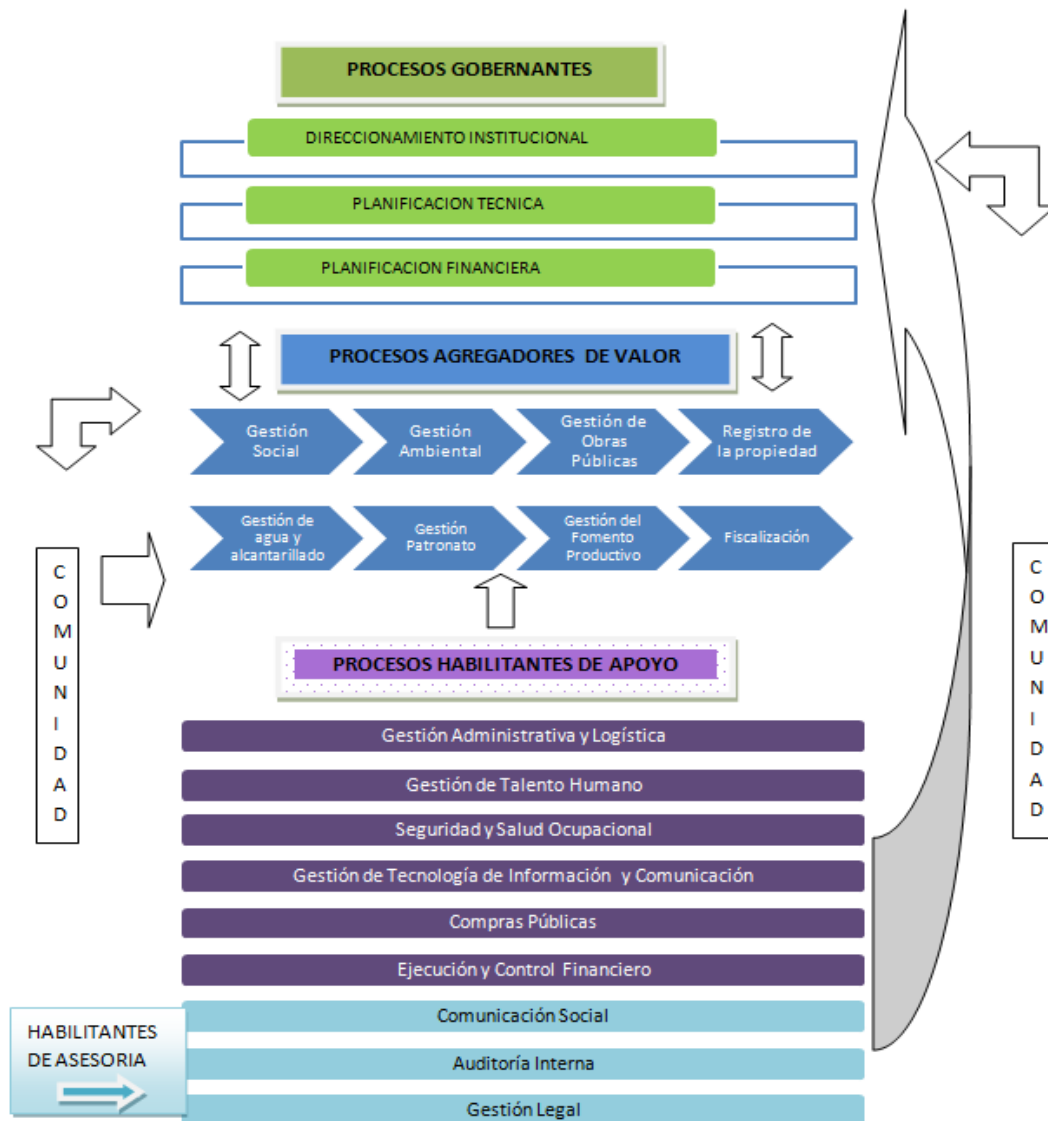 PROCESOS GOBERNANTES
DIRECCIONAMIENTO INSTITUCIONAL
PLANIFICACION TECNICA
PLANIFICACION FINANCIERA
PROCESOS AGREGADORES DE VALOR
Gestión
Social
Gestión
Ambiental
Gestión de
Obras
Públicas
Registro de
la propiedad
Gestión de
agua y
alcantarillado
Gestión
Patronato
Gestión del
Fomento
Productivo
Fiscalización
C
O
M
U
N
I
D
A
D
C
O
M
U
N
I
D
A
D
PROCESOS HABILITANTES DE APOYO
Gestión Administrativa y Logística
Gestión de Talento Humano
Seguridad y Salud Ocupacional
Gestión de Tecnología de Información y Comunicación
Compras Públicas
Ejecución y Control Financiero
HABILITANTES
DE ASESORIA
Comunicación Social
Auditoría Interna
Gestión Legal